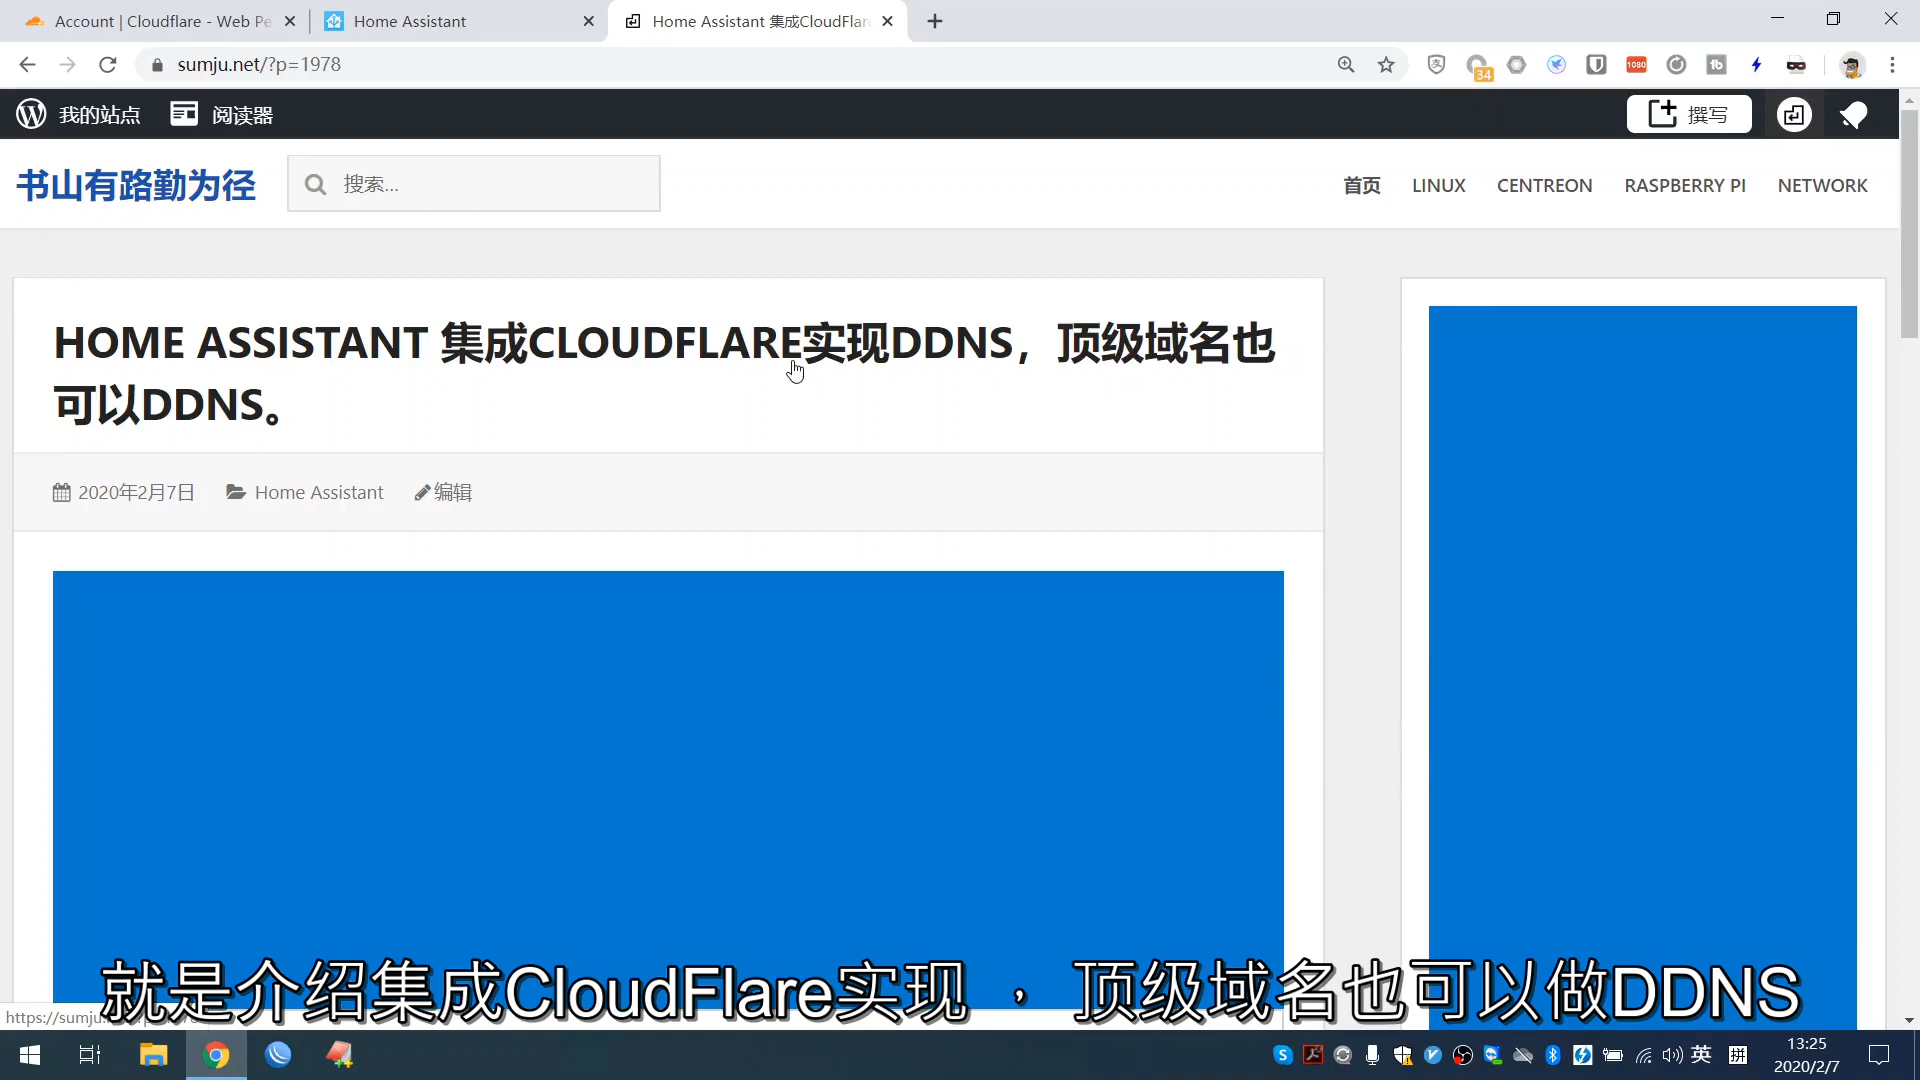 Account | Cloudflare - Web Pe
Home Assistant
Home Assistant 集成CloudFlar
sumju.net/?p=1978
34
1080
我的站点
阅读器
撰写
书山有路勤为径
搜索...
首页
LINUX
CENTREON
RASPBERRY PI
NETWORK
HOME ASSISTANT 集成CLOUDFLARE实现DDNS，顶级域名也
可以DDNS。
2020年2月7日
Home Assistant
编辑
就是介绍集成CloudFlare实现 ，顶级域名也可以做DDNS
https://sumju
英
拼
13:25
2020/2/7